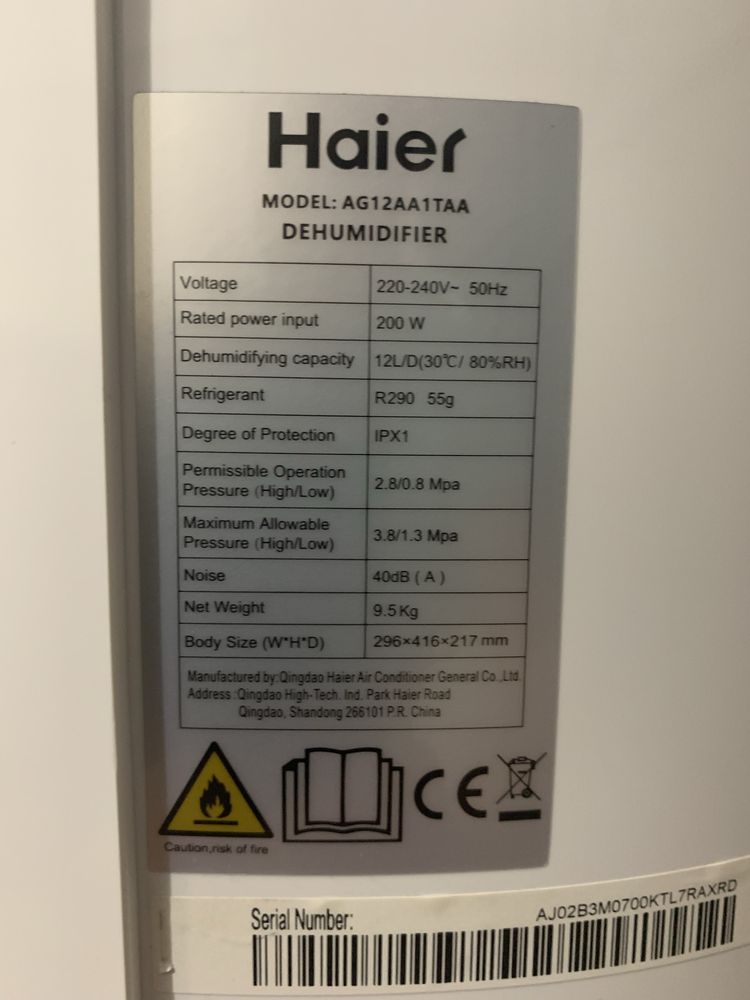 Haier
MODEL: AG12AA1TAA
DEHUMIDIFIER
Voltage 220-240V~ 50Hz
Rated power input 200 W
Dehumidifying capacity 12L/D(30℃/ 80%RH)
Refrigerant R290 55g
Degree of Protection IPX1
Permissible Operation
Pressure (High/Low) 2.8/0.8 Mpa
Maximum Allowable
Pressure (High/Low) 3.8/1.3 Mpa
Noise 40dB ( A )
Net Weight 9.5Kg
Body Size (W*H*D) 296×416×217 mm
Manufactured by:Qingdao Haier Air Conditioner General Co.,Ltd.
Address :Qingdao High-Tech. Ind. Park Haier Road
Qingdao, Shandong 266101 P.R. China
CE
Caution,risk of fire
Serial Number: AJ02B3M0700KTL7RAXRD